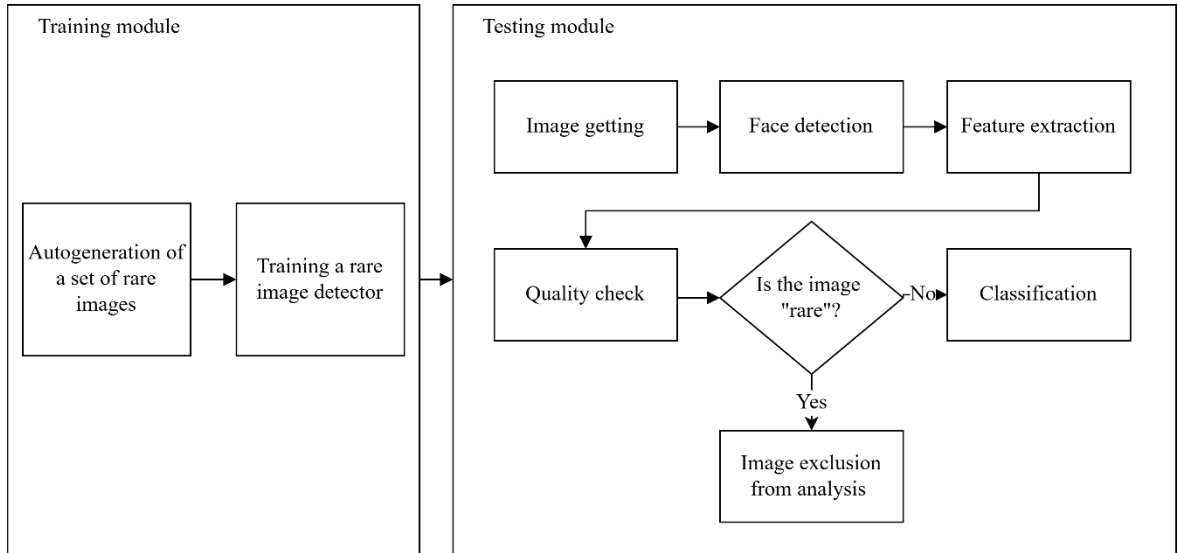 Training module
Autogeneration of
a set of rare
images
Training a rare
image detector
Testing module
Image getting
Face detection
Feature extraction
Quality check
Is the image
"rare"?
No
Classification
Yes
Image exclusion
from analysis